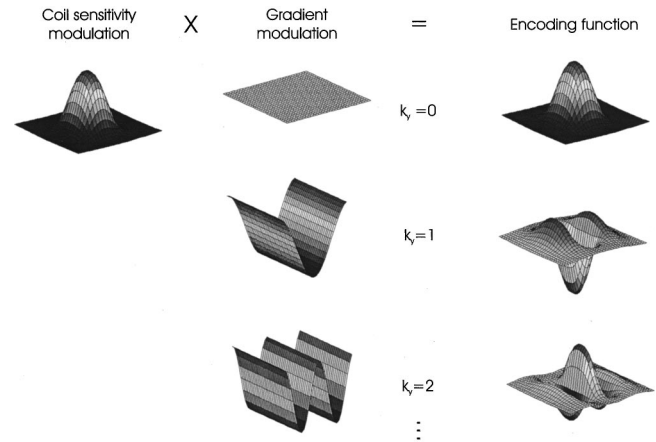 Coil sensitivity
modulation
X
Gradient
modulation
=
Encoding function
k_y=0
k_y=1
k_y=2
⋮